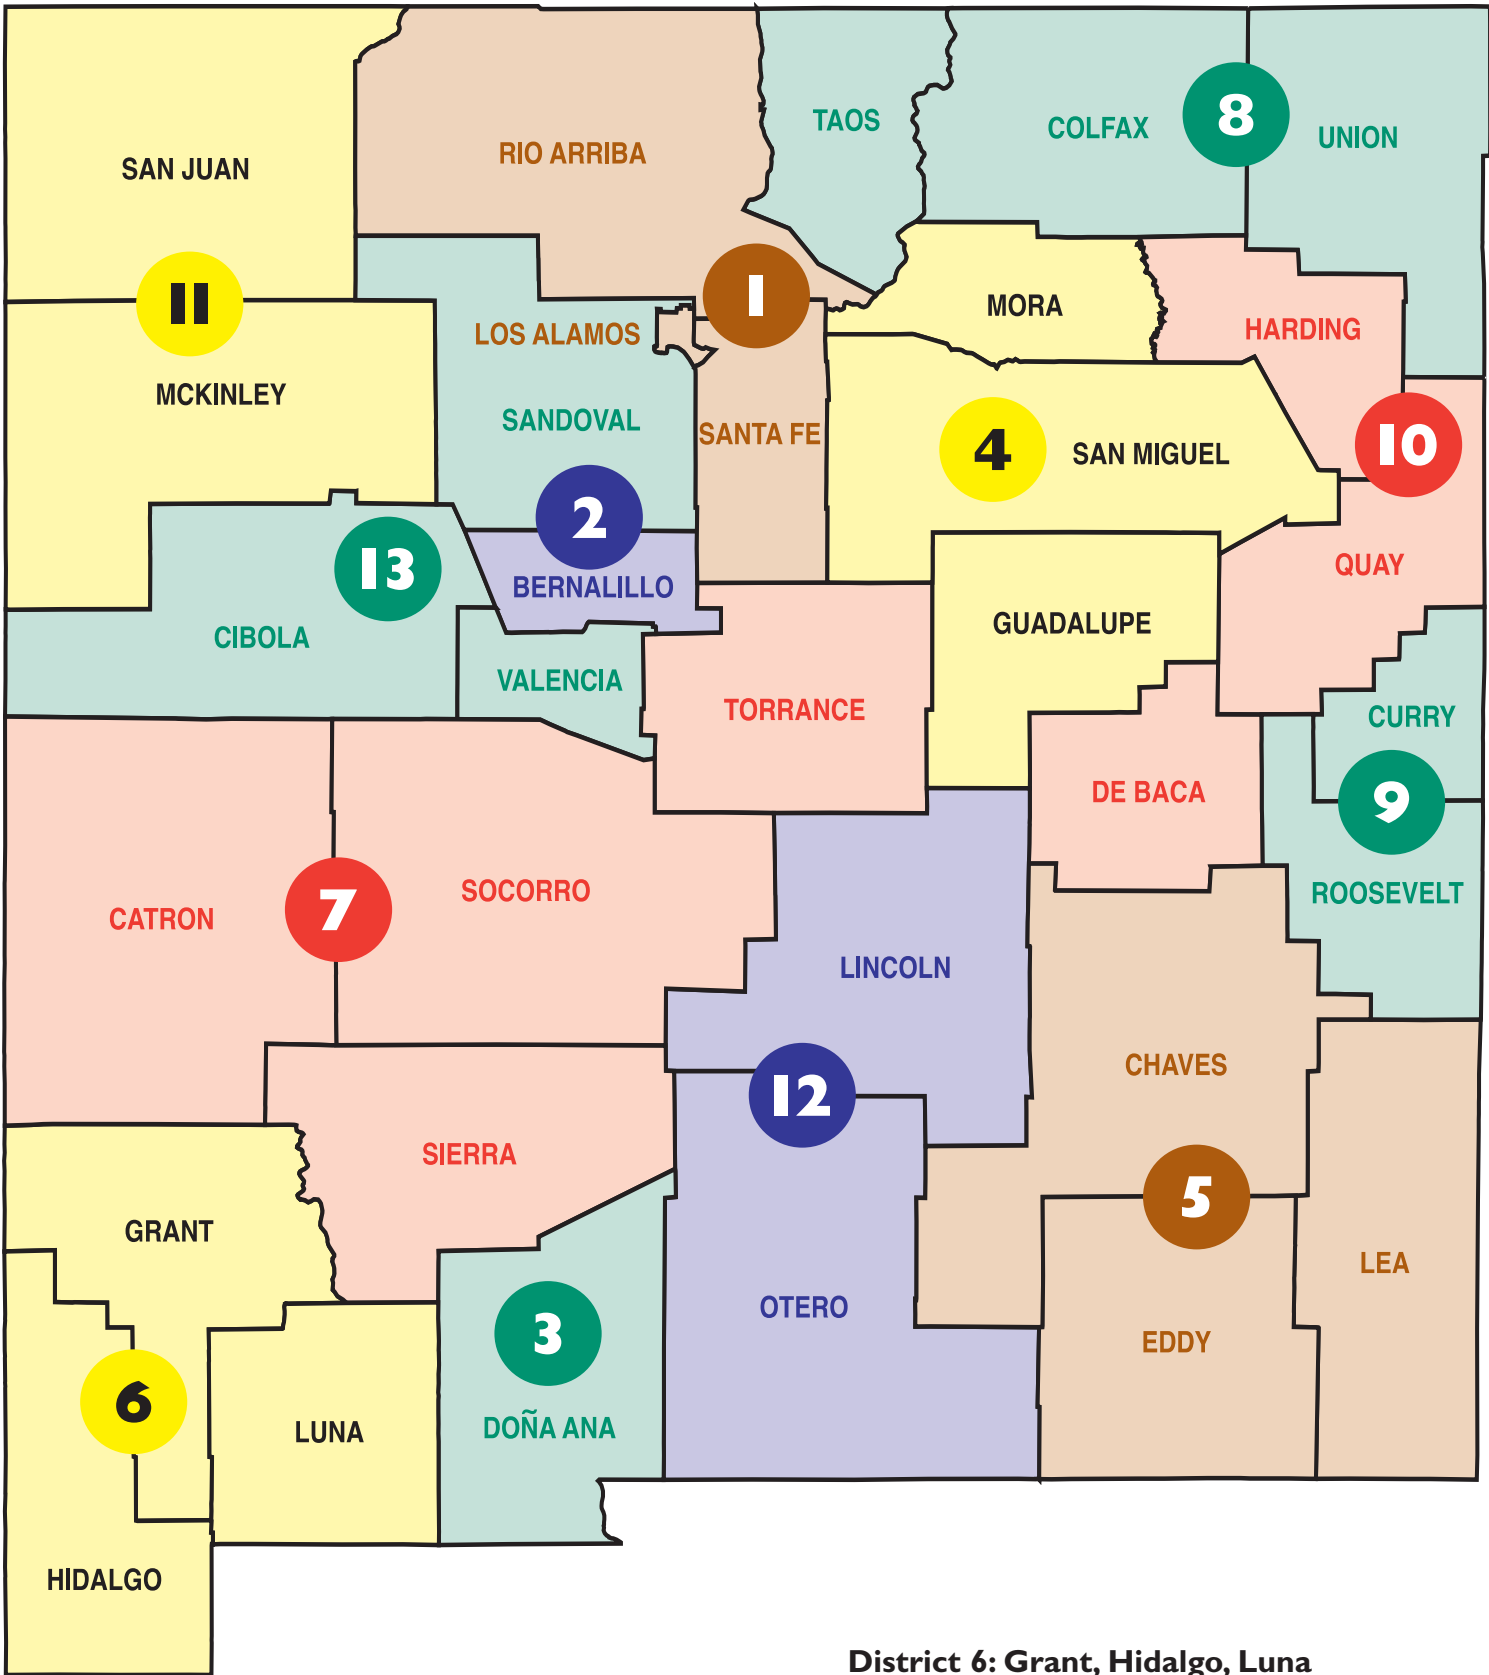 TAOS
8
COLFAX
UNION
RIO ARRIBA
SAN JUAN
11
1
MORA
HARDING
LOS ALAMOS
MCKINLEY
SANDOVAL
SANTA FE
4
SAN MIGUEL
10
2
13
BERNALILLO
QUAY
CIBOLA
GUADALUPE
VALENCIA
TORRANCE
CURRY
DE BACA
9
CATRON
7
SOCORRO
ROOSEVELT
LINCOLN
CHAVES
12
SIERRA
5
GRANT
LEA
OTERO
3
EDDY
6
LUNA
DOÑA ANA
HIDALGO
District 6: Grant, Hidalgo, Luna